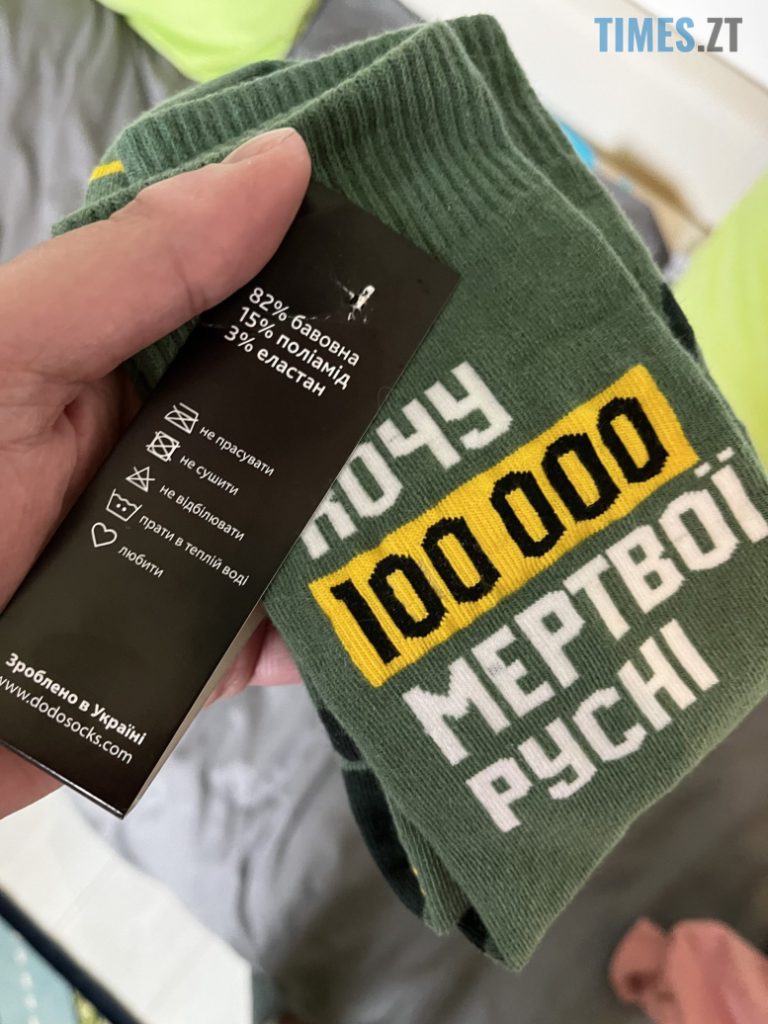 TIMES.ZT
82% бавовна
15% поліамід
3% еластан
не прасувати
не сушити
не відбілювати
прати в теплій воді
любити
Зроблено в Україні
www.dodosocks.com
ХОЧУ
100 000
МЕРТВОЇ
РУСНІ